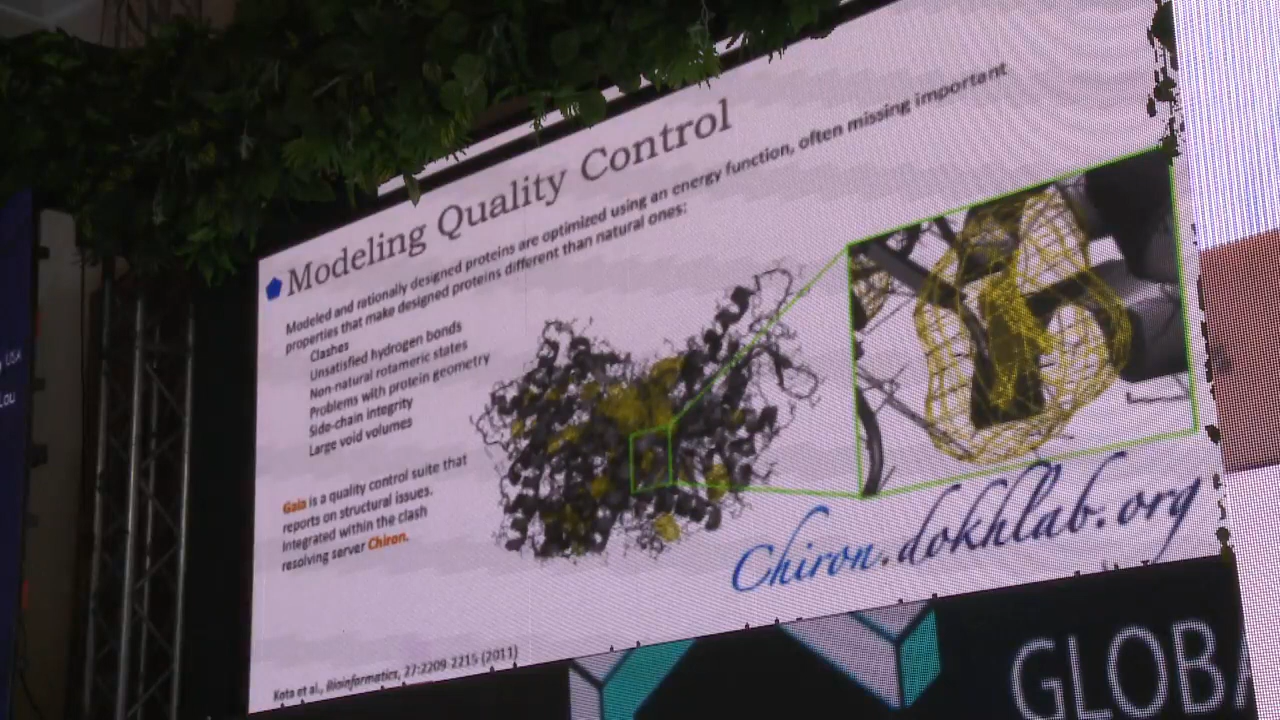 Modeling Quality Control
Modeled and rationally designed proteins are optimized using an energy function, often missing important
properties that make designed proteins different than natural ones:
Clashes
Unsatisfied hydrogen bonds
Non-natural rotameric states
Problems with protein geometry
Side-chain integrity
Large void volumes
Gaia is a quality control suite that
reports on structural issues.
Integrated within the clash
resolving server Chiron.
Chiron.dokhlab.org
Kota et al., Bioinformatics, 27:2209-2215 (2011)
USA
Lou
GLOB